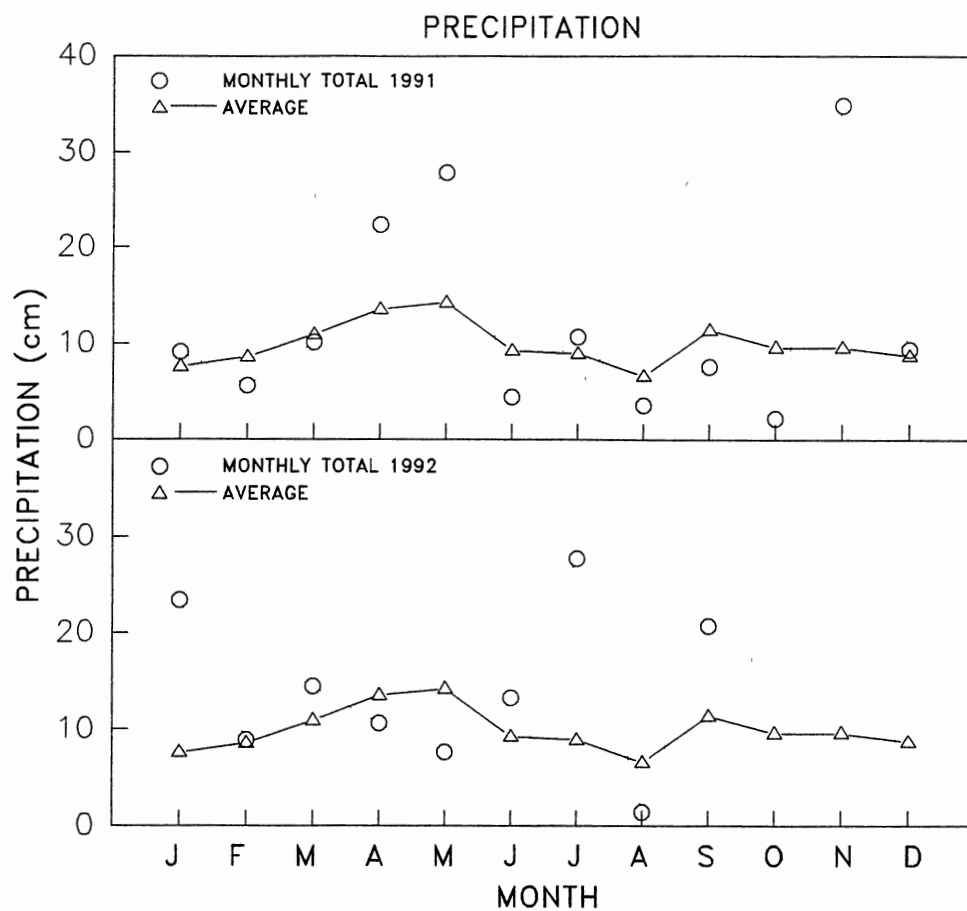 PRECIPITATION
40
MONTHLY TOTAL 1991
AVERAGE
30
20
10
0
MONTHLY TOTAL 1992
AVERAGE
30
20
10
0
PRECIPITATION (cm)
J F M A M J J A S O N D
MONTH